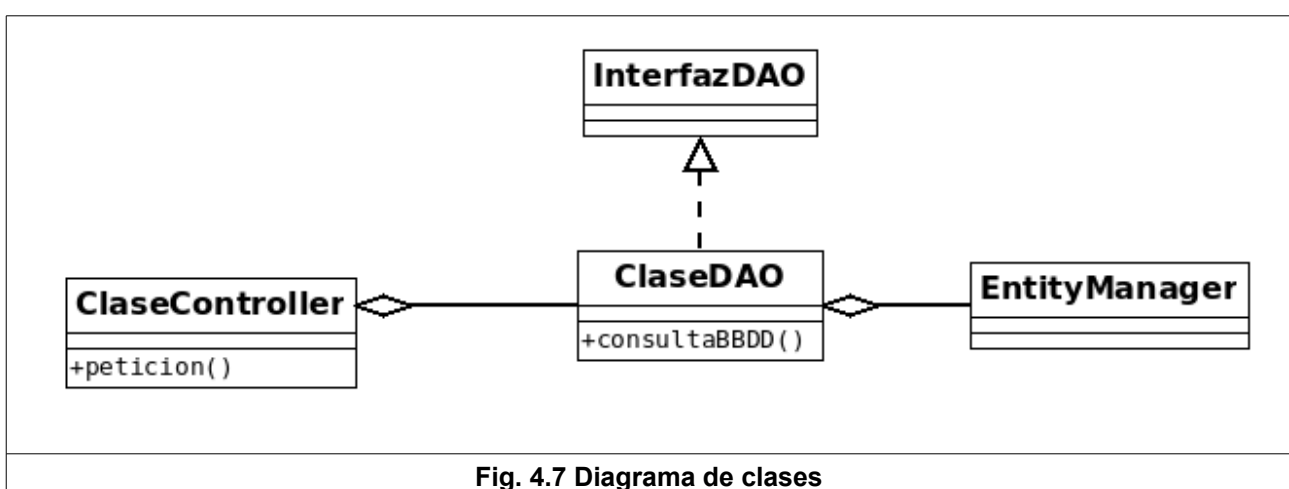 InterfazDAO
ClaseDAO
+consultaBBDD()
ClaseController
+peticion()
EntityManager
Fig. 4.7 Diagrama de clases